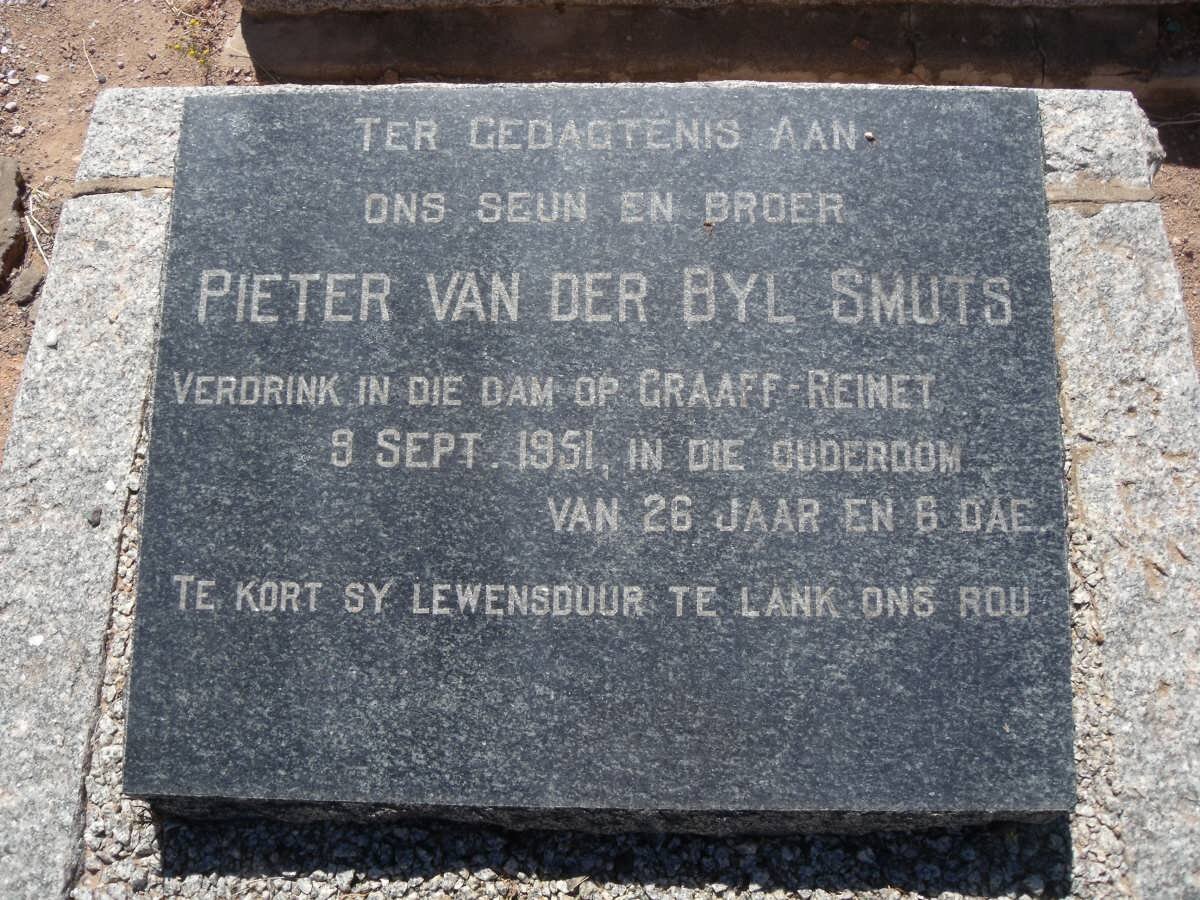 TER GEDAGTENIS AAN
ONS SEUN EN BROER
PIETER VAN DER BYL SMUTS
VERDRINK IN DIE DAM OP GRAAFF-REINET
9 SEPT. 1951, IN DIE OUDERDOM
VAN 26 JAAR EN 6 DAE.
TE KORT SY LEWENSDUUR TE LANK ONS ROU